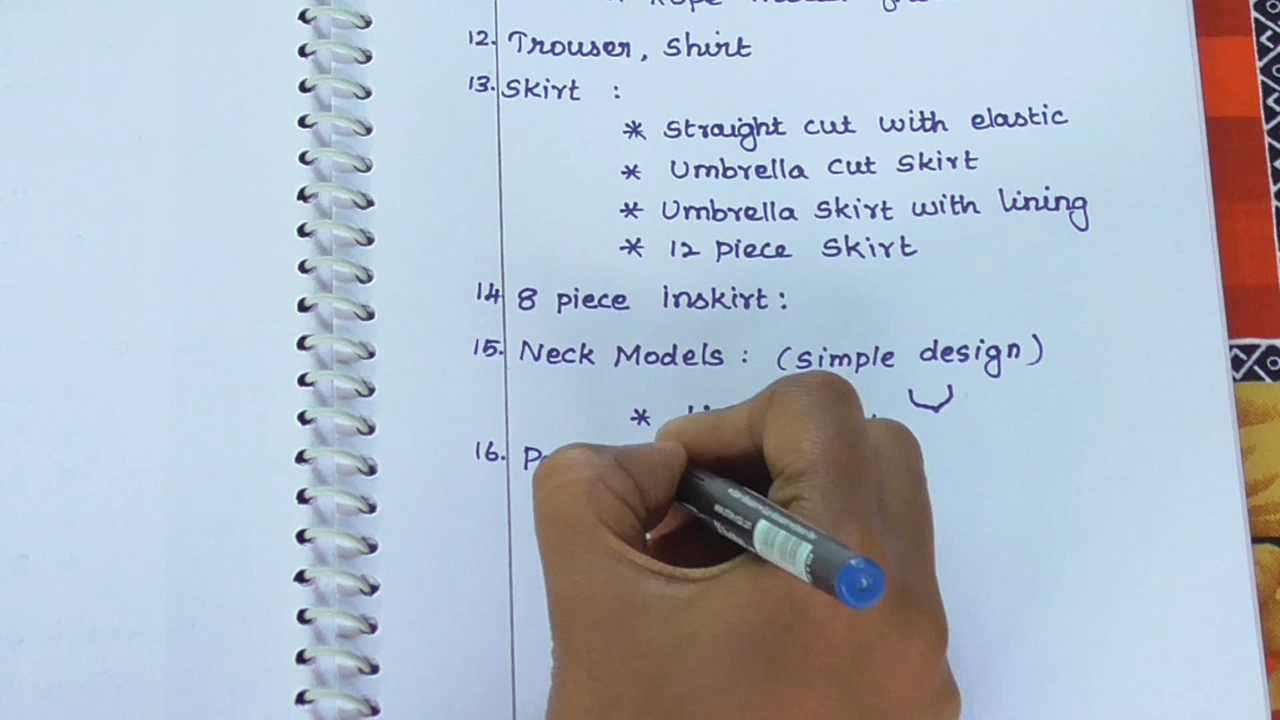 12. Trouser, Shirt
13. Skirt :
* Straight cut with elastic
* Umbrella cut Skirt
* Umbrella Skirt with lining
* 12 piece Skirt
14 8 piece inskirt :
15. Neck Models : (simple design)
*
16.